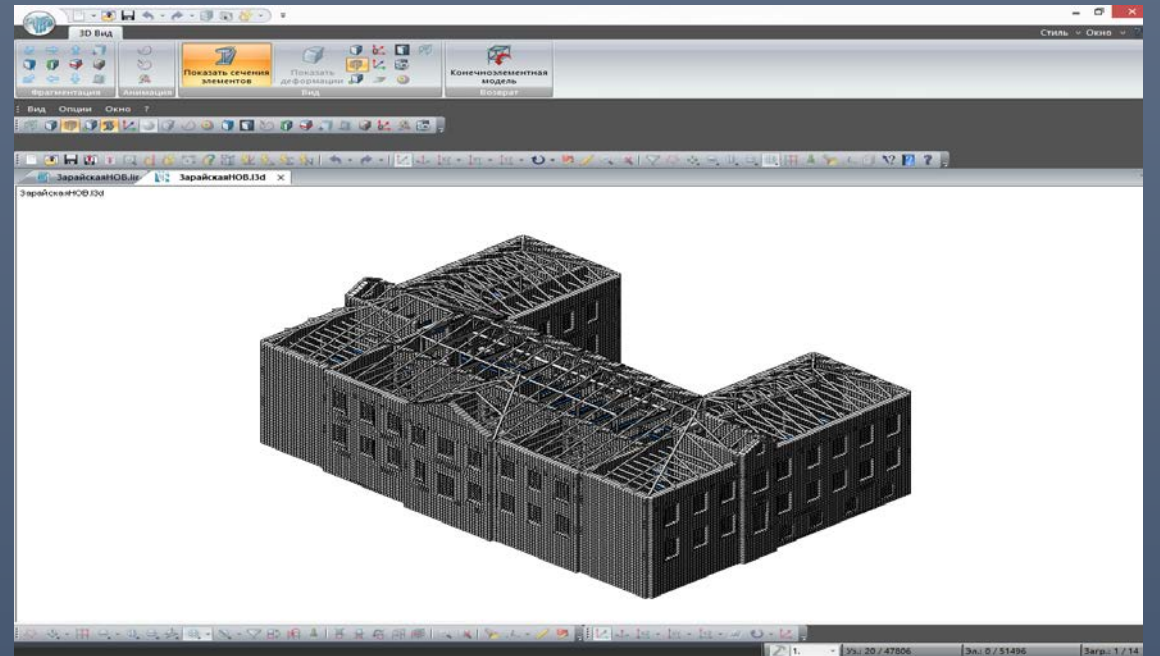 3D Вид
Стиль Окно ?
Показать сечения элементов
Показать деформации
Конечноэлементная модель
Фрагментация Анимация Вид Возврат
Вид Опции Окно ?
ЗарайскаяНОВ.lir ЗарайскаяНОВ.l3d
ЗарайскаяНОВ.l3d
1. Уз.: 20 / 47806 Эл.: 0 / 51496 Загр.: 1 / 14